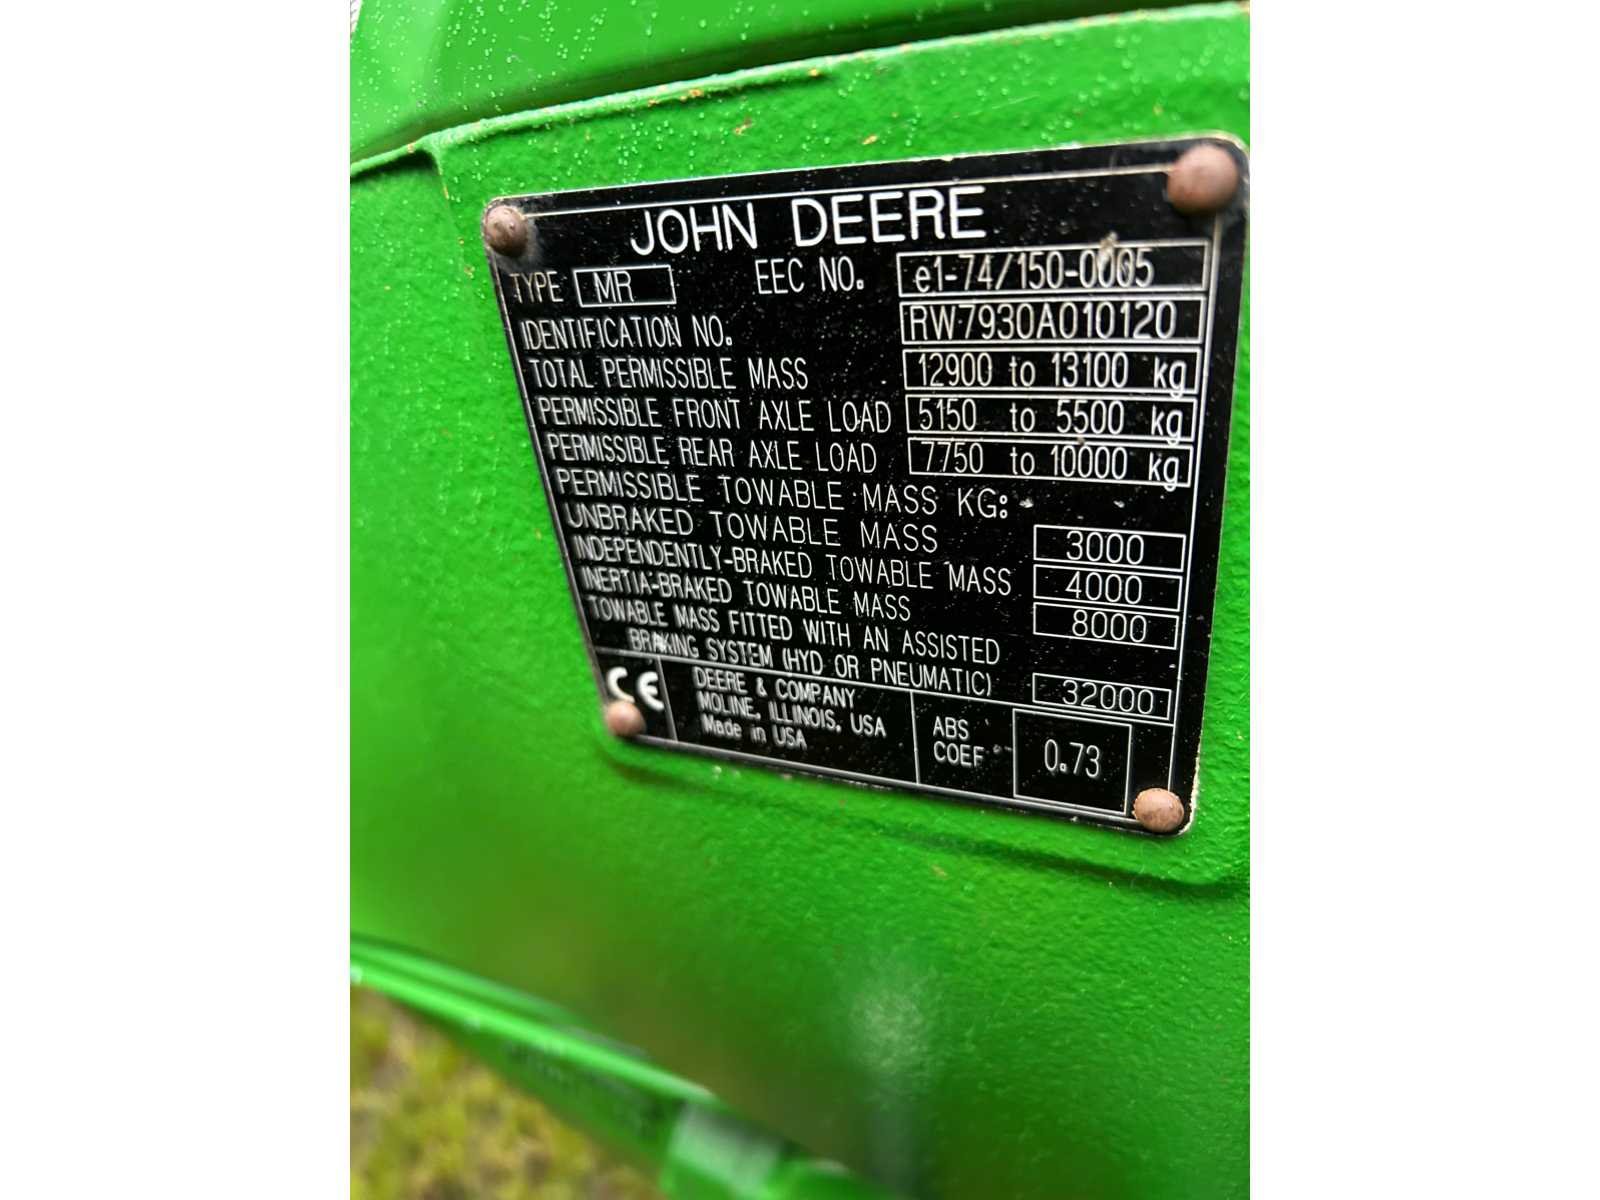 JOHN DEERE
TYPE MR EEC NO. e1-74/150-0005
IDENTIFICATION NO. RW7930A010120
TOTAL PERMISSIBLE MASS 12900 to 13100 kg
PERMISSIBLE FRONT AXLE LOAD 5150 to 5500 kg
PERMISSIBLE REAR AXLE LOAD 7750 to 10000 kg
PERMISSIBLE TOWABLE MASS KG:
UNBRAKED TOWABLE MASS 3000
INDEPENDENTLY-BRAKED TOWABLE MASS 4000
INERTIA-BRAKED TOWABLE MASS 8000
TOWABLE MASS FITTED WITH AN ASSISTED
BRAKING SYSTEM (HYD OR PNEUMATIC) 32000
CE
DEERE & COMPANY
MOLINE, ILLINOIS, USA
Made in USA
ABS
COEF
0.73